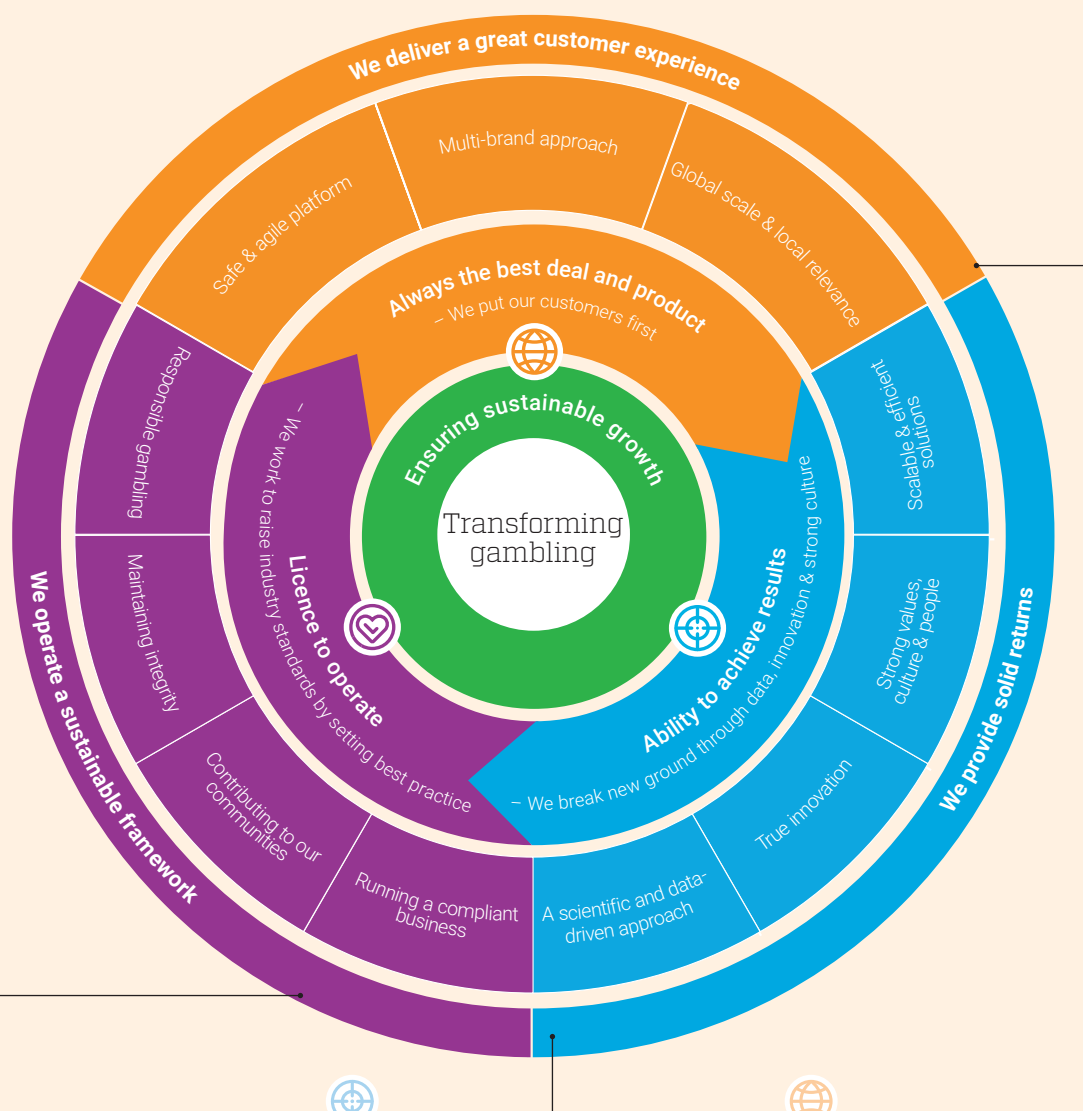 We deliver a great customer experience
Safe & agile platform
Multi-brand approach
Global scale & local relevance
Always the best deal and product
– We put our customers first
Ensuring sustainable growth
Transforming
gambling
We provide solid returns
Scalable & efficient
solutions
Strong values,
culture & people
True innovation
A scientific and data-
driven approach
Ability to achieve results
– We break new ground through data, innovation & strong culture
We operate a sustainable framework
Responsible gambling
Maintaining integrity
Contributing to our
communities
Running a compliant
business
Licence to operate
– We work to raise industry standards by setting best practice